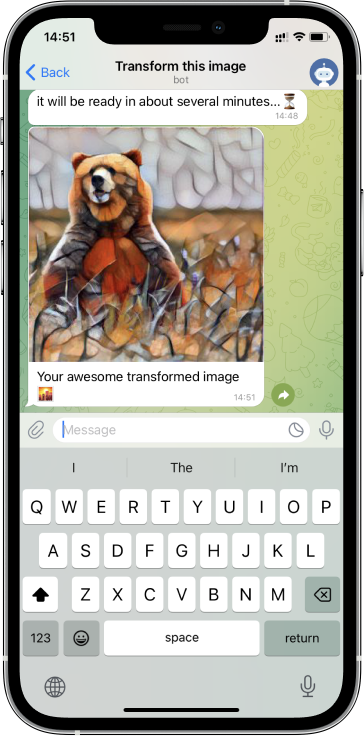 14:51
Back
Transform this image
bot
it will be ready in about several minutes...⏳
14:48
Your awesome transformed image
🌇
14:51
Message
I The I'm
Q W E R T Y U I O P
A S D F G H J K L
Z X C V B N M
123 space return